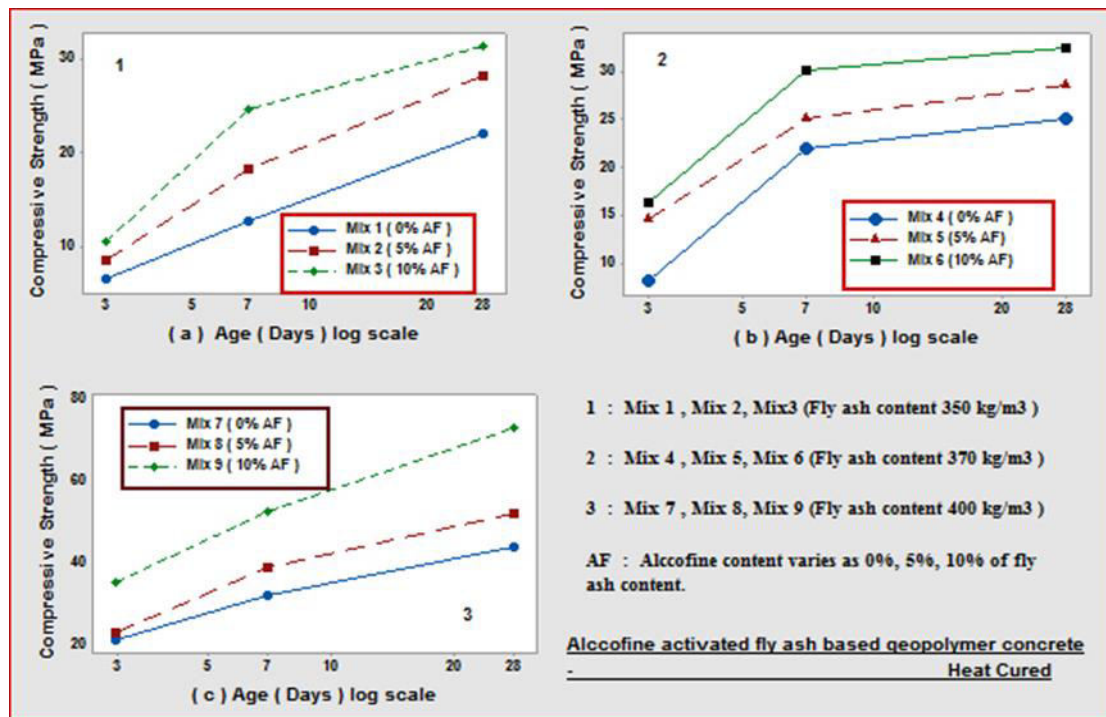 1
Compressive Strength ( MPa )
30
20
10
Mix 1 ( 0% AF )
Mix 2 ( 5% AF )
Mix 3 ( 10% AF )
3 5 7 10 20 28
( a ) Age ( Days ) log scale
2
Compressive Strength ( MPa )
30
25
20
15
10
Mix 4 ( 0% AF )
Mix 5 ( 5% AF )
Mix 6 ( 10% AF)
3 5 7 10 20 28
( b ) Age ( Days ) log scale
Compressive Strength ( MPa )
80
60
40
20
Mix 7 ( 0% AF )
Mix 8 ( 5% AF )
Mix 9 ( 10% AF )
3
3 5 7 10 20 28
( c ) Age ( Days ) log scale
1 : Mix 1 , Mix 2, Mix3 (Fly ash content 350 kg/m3 )
2 : Mix 4 , Mix 5, Mix 6 (Fly ash content 370 kg/m3 )
3 : Mix 7 , Mix 8, Mix 9 (Fly ash content 400 kg/m3 )
AF : Alccofine content varies as 0%, 5%, 10% of fly
ash content.
Alccofine activated fly ash based geopolymer concrete
- Heat Cured